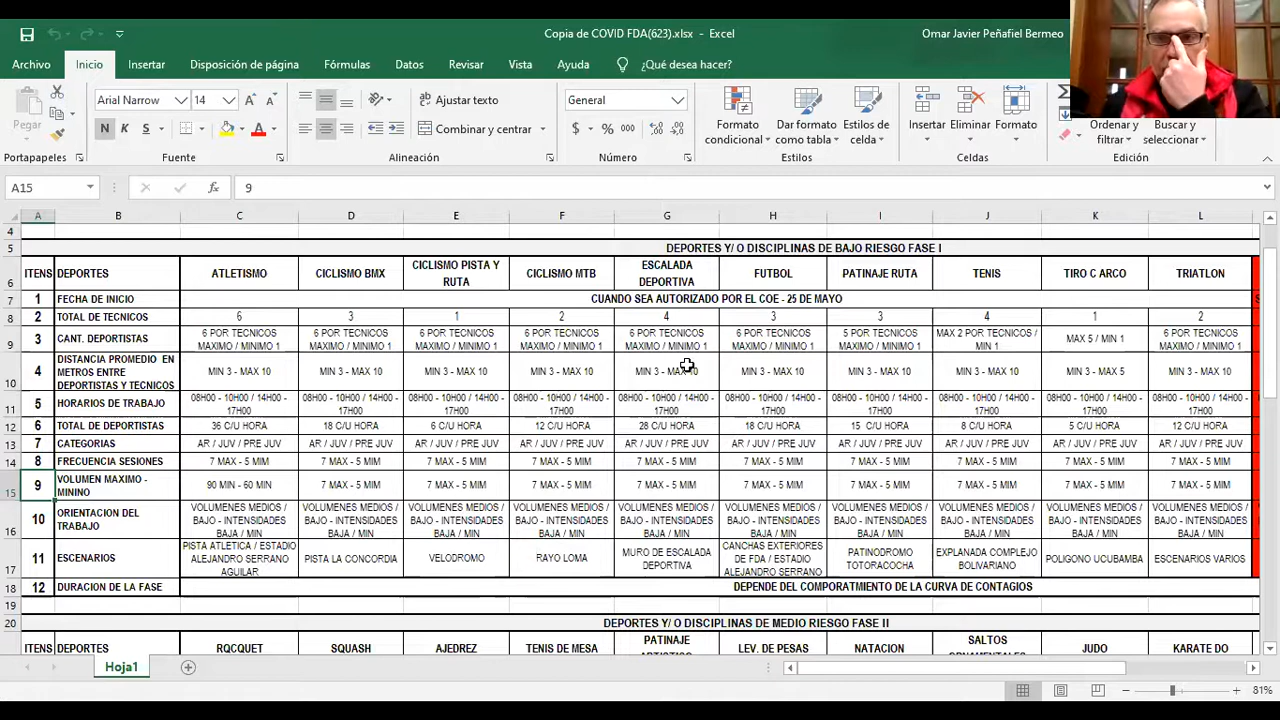 Copia de COVID FDA(623).xlsx - Excel
Omar Javier Peñafiel Bermeo
Archivo Inicio Insertar Disposición de página Fórmulas Datos Revisar Vista Ayuda ¿Qué desea hacer?
Arial Narrow 14 Ajustar texto General
Pegar N K S A Combinar y centrar $ % 000 Formato condicional Dar formato como tabla Estilos de celda Insertar Eliminar Formato Ordenar y filtrar Buscar y seleccionar
Portapapeles Fuente Alineación Número Estilos Celdas Edición
A15 fx 9
A B C D E F G H I J K L
4
5 DEPORTES Y/ O DISCIPLINAS DE BAJO RIESGO FASE I
6 ITENS DEPORTES ATLETISMO CICLISMO BMX CICLISMO PISTA Y RUTA CICLISMO MTB ESCALADA DEPORTIVA FUTBOL PATINAJE RUTA TENIS TIRO C ARCO TRIATLON
7 1 FECHA DE INICIO CUANDO SEA AUTORIZADO POR EL COE - 25 DE MAYO
8 2 TOTAL DE TECNICOS 6 3 1 2 4 3 3 4 1 2
9 3 CANT. DEPORTISTAS 6 POR TECNICOS MAXIMO / MINIMO 1 6 POR TECNICOS MAXIMO / MINIMO 1 6 POR TECNICOS MAXIMO / MINIMO 1 6 POR TECNICOS MAXIMO / MINIMO 1 6 POR TECNICOS MAXIMO / MINIMO 1 6 POR TECNICOS MAXIMO / MINIMO 1 5 POR TECNICOS MAXIMO / MINIMO 1 MAX 2 POR TECNICOS / MIN 1 MAX 5 / MIN 1 6 POR TECNICOS MAXIMO / MINIMO 1
10 4 DISTANCIA PROMEDIO EN METROS ENTRE DEPORTISTAS Y TECNICOS MIN 3 - MAX 10 MIN 3 - MAX 10 MIN 3 - MAX 10 MIN 3 - MAX 10 MIN 3 - MAX 10 MIN 3 - MAX 10 MIN 3 - MAX 10 MIN 3 - MAX 10 MIN 3 - MAX 5 MIN 3 - MAX 10
11 5 HORARIOS DE TRABAJO 08H00 - 10H00 / 14H00 - 17H00 08H00 - 10H00 / 14H00 - 17H00 08H00 - 10H00 / 14H00 - 17H00 08H00 - 10H00 / 14H00 - 17H00 08H00 - 10H00 / 14H00 - 17H00 08H00 - 10H00 / 14H00 - 17H00 08H00 - 10H00 / 14H00 - 17H00 08H00 - 10H00 / 14H00 - 17H00 08H00 - 10H00 / 14H00 - 17H00 08H00 - 10H00 / 14H00 - 17H00
12 6 TOTAL DE DEPORTISTAS 36 C/U HORA 18 C/U HORA 6 C/U HORA 12 C/U HORA 28 C/U HORA 18 C/U HORA 15 C/U HORA 8 C/U HORA 5 C/U HORA 12 C/U HORA
13 7 CATEGORIAS AR / JUV / PRE JUV AR / JUV / PRE JUV AR / JUV / PRE JUV AR / JUV / PRE JUV AR / JUV / PRE JUV AR / JUV / PRE JUV AR / JUV / PRE JUV AR / JUV / PRE JUV AR / JUV / PRE JUV AR / JUV / PRE JUV
14 8 FRECUENCIA SESIONES 7 MAX - 5 MIM 7 MAX - 5 MIM 7 MAX - 5 MIM 7 MAX - 5 MIM 7 MAX - 5 MIM 7 MAX - 5 MIM 7 MAX - 5 MIM 7 MAX - 5 MIM 7 MAX - 5 MIM 7 MAX - 5 MIM
15 9 VOLUMEN MAXIMO - MININO 90 MIN - 60 MIN 7 MAX - 5 MIM 7 MAX - 5 MIM 7 MAX - 5 MIM 7 MAX - 5 MIM 7 MAX - 5 MIM 7 MAX - 5 MIM 7 MAX - 5 MIM 7 MAX - 5 MIM 7 MAX - 5 MIM
16 10 ORIENTACION DEL TRABAJO VOLUMENES MEDIOS / BAJO - INTENSIDADES BAJA / MIN VOLUMENES MEDIOS / BAJO - INTENSIDADES BAJA / MIN VOLUMENES MEDIOS / BAJO - INTENSIDADES BAJA / MIN VOLUMENES MEDIOS / BAJO - INTENSIDADES BAJA / MIN VOLUMENES MEDIOS / BAJO - INTENSIDADES BAJA / MIN VOLUMENES MEDIOS / BAJO - INTENSIDADES BAJA / MIN VOLUMENES MEDIOS / BAJO - INTENSIDADES BAJA / MIN VOLUMENES MEDIOS / BAJO - INTENSIDADES BAJA / MIN VOLUMENES MEDIOS / BAJO - INTENSIDADES BAJA / MIN VOLUMENES MEDIOS / BAJO - INTENSIDADES BAJA / MIN
17 11 ESCENARIOS PISTA ATLETICA / ESTADIO ALEJANDRO SERRANO AGUILAR PISTA LA CONCORDIA VELODROMO RAYO LOMA MURO DE ESCALADA DEPORTIVA CANCHAS EXTERIORES DE FDA / ESTADIO ALEJANDRO SERRANO PATINODROMO TOTORACOCHA EXPLANADA COMPLEJO BOLIVARIANO POLIGONO UCUBAMBA ESCENARIOS VARIOS
18 12 DURACION DE LA FASE DEPENDE DEL COMPORATMIENTO DE LA CURVA DE CONTAGIOS
19
20 DEPORTES Y/ O DISCIPLINAS DE MEDIO RIESGO FASE II
ITENS DEPORTES RQCQUET SQUASH AJEDREZ TENIS DE MESA PATINAJE LEV. DE PESAS NATACION SALTOS JUDO KARATE DO
Hoja1
81%